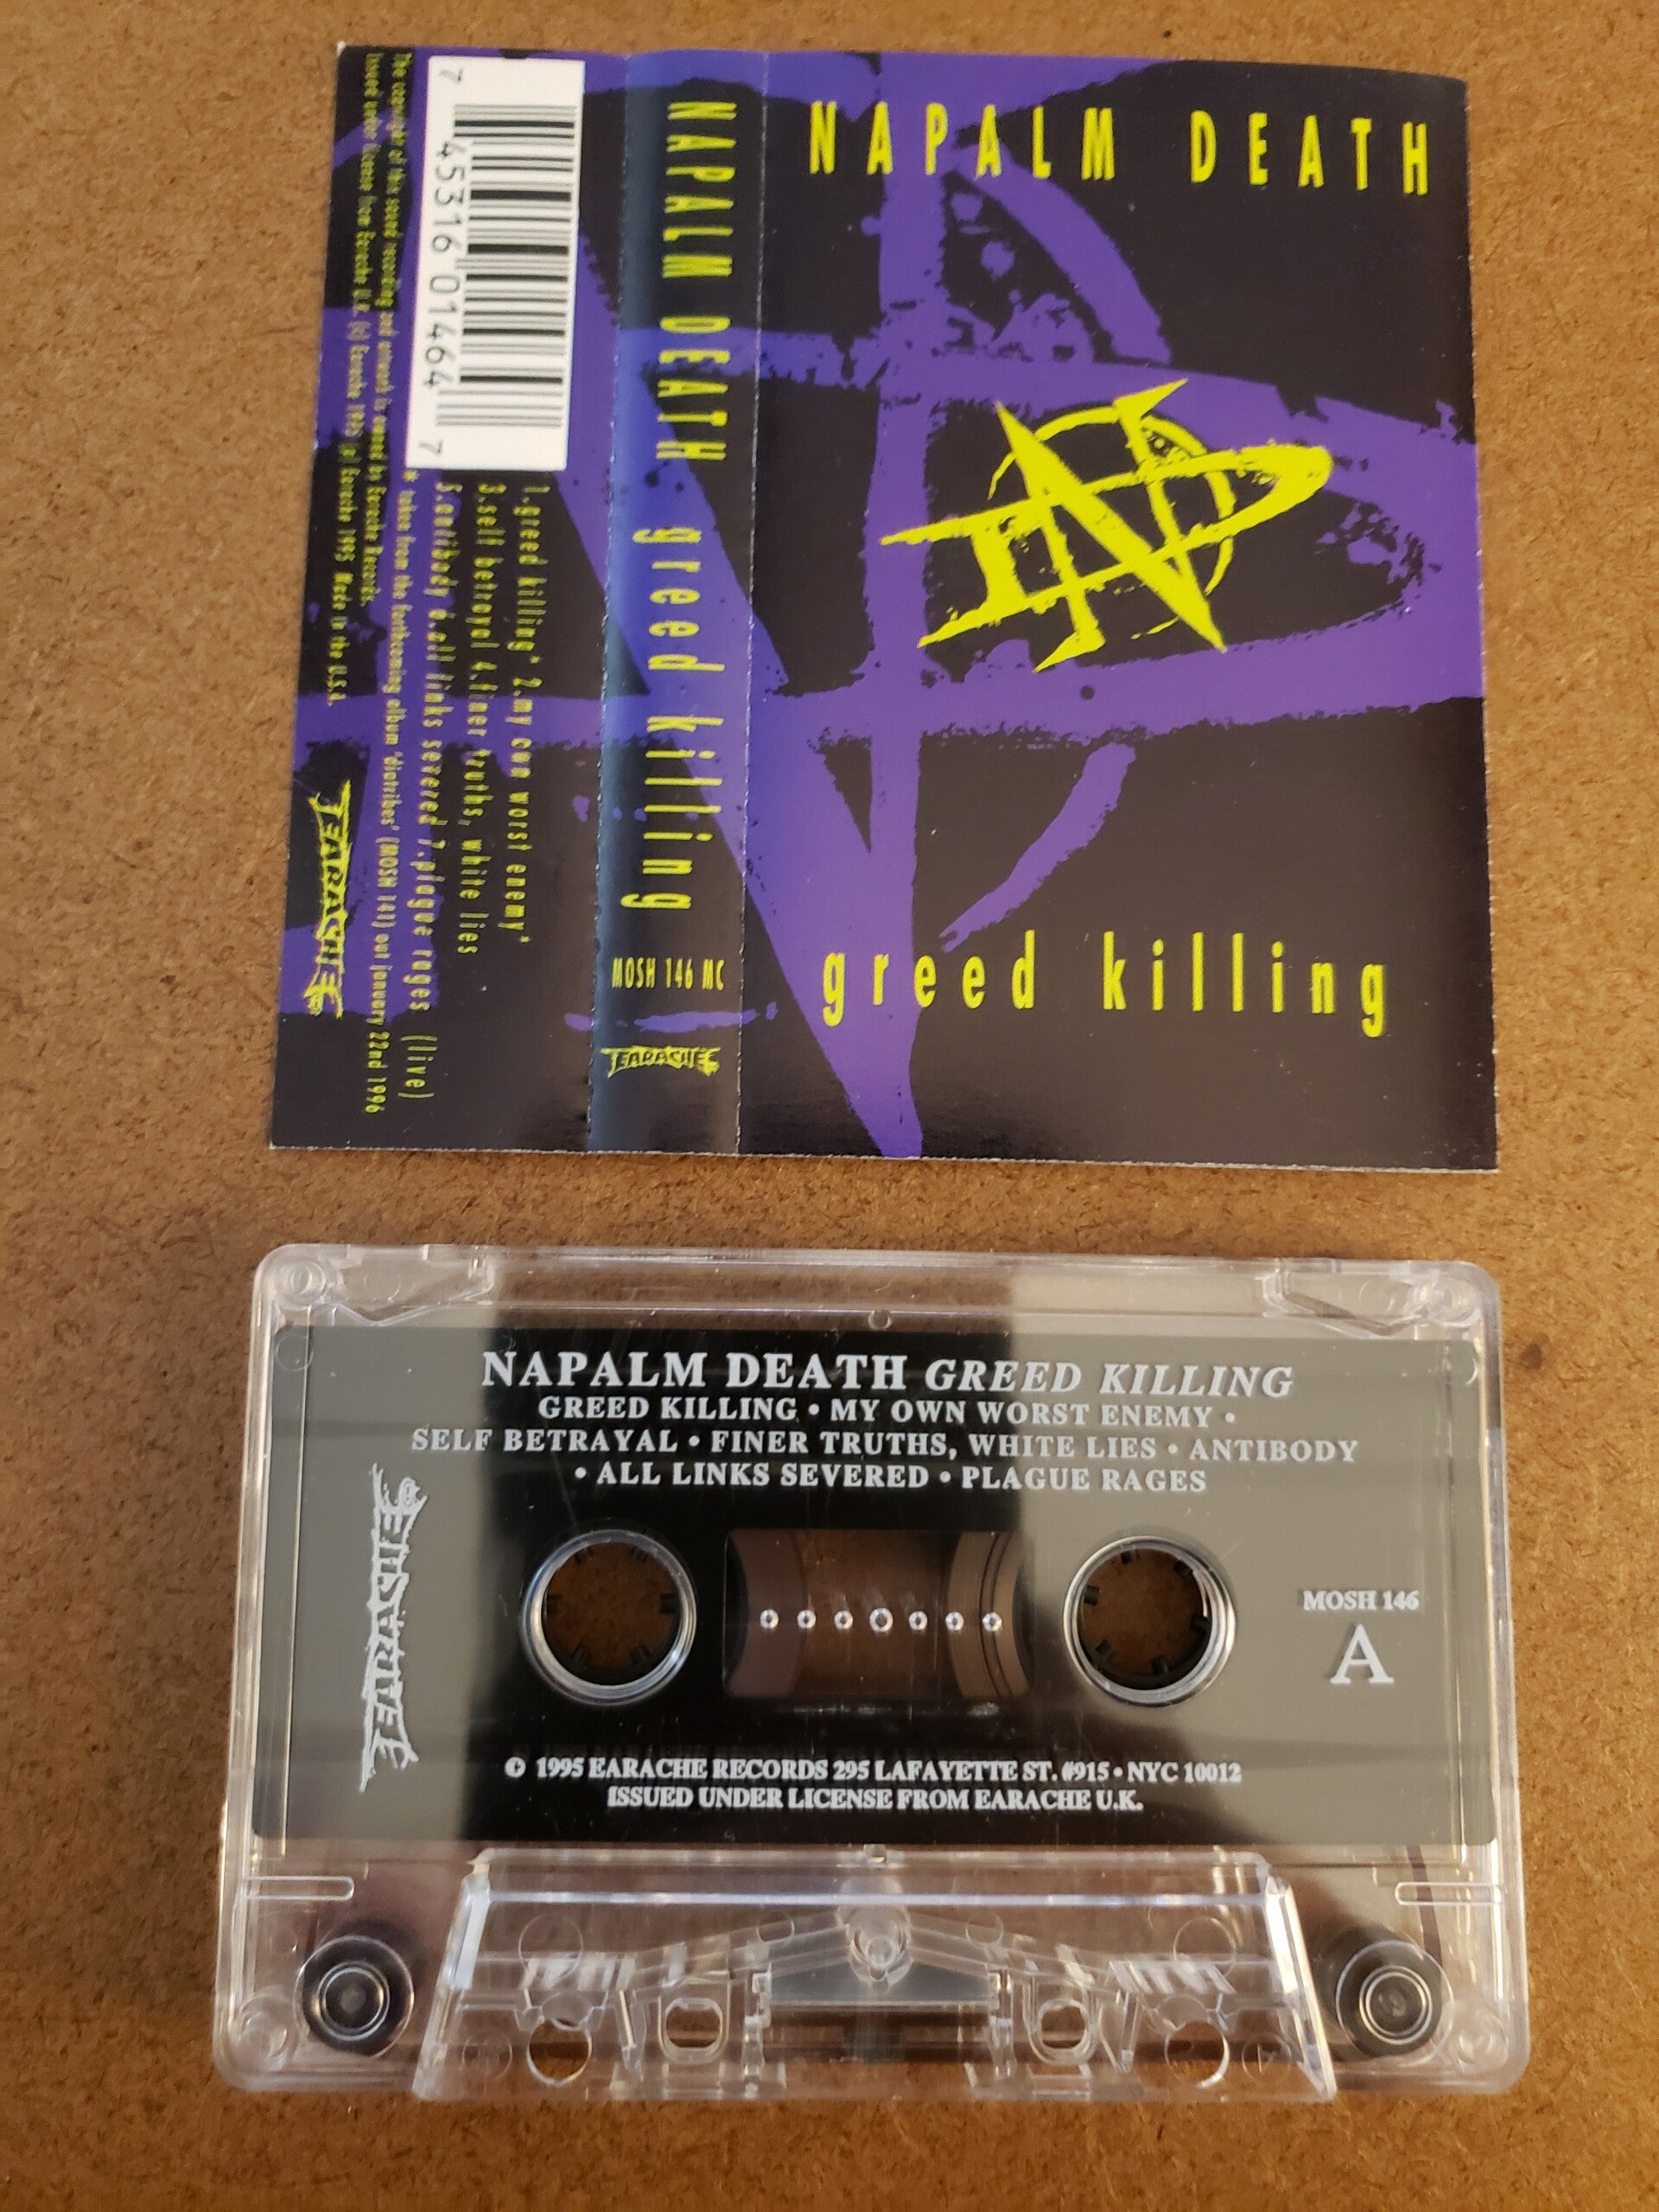 NAPALM DEATH
greed killing
NAPALM DEATH greed killing
MOSH 146 MC
EARACHE
7 45316 01464 7
1.greed killing* 2.my own worst enemy*
3.self betrayal 4.finer truths, white lies
5.antibody 6.all links severed 7.plague rages (live)
* taken from the forthcoming album 'diatribes' (MOSH 141) out january 22nd 1996
The copyright of this sound recording and artwork is owned by Earache Records.
Issued under license from Earache U.K. (c) Earache 1995 (p) Earache 1995 Made in the U.S.A.
EARACHE
NAPALM DEATH GREED KILLING
GREED KILLING • MY OWN WORST ENEMY •
SELF BETRAYAL • FINER TRUTHS, WHITE LIES • ANTIBODY
• ALL LINKS SEVERED • PLAGUE RAGES
EARACHE
MOSH 146
A
© 1995 EARACHE RECORDS 295 LAFAYETTE ST. #915 • NYC 10012
ISSUED UNDER LICENSE FROM EARACHE U.K.